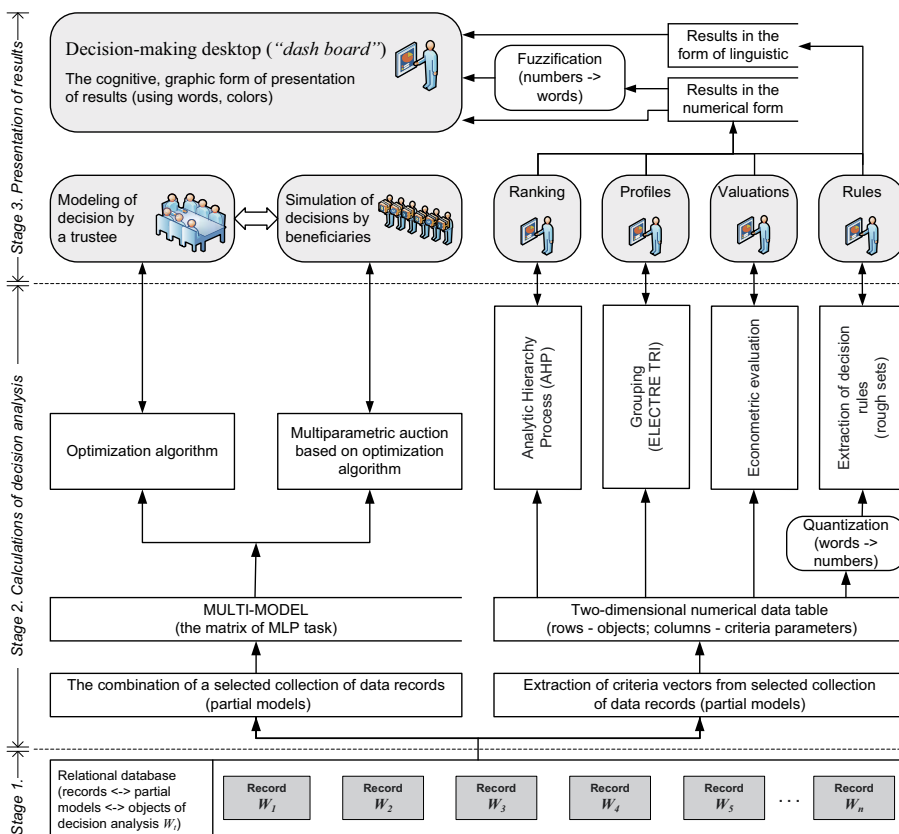 Stage 3. Presentation of results
Decision-making desktop ("dash board")
The cognitive, graphic form of presentation
of results (using words, colors)
Fuzzification
(numbers ->
words)
Results in the
form of linguistic
Results in the
numerical form
Modeling of
decision by
a trustee
Simulation of
decisions by
beneficiaries
Ranking
Profiles
Valuations
Rules
Stage 2. Calculations of decision analysis
Optimization algorithm
Multiparametric auction
based on optimization
algorithm
Analytic Hierarchy
Process (AHP)
Grouping
(ELECTRE TRI)
Econometric evaluation
Extraction of decision
rules
(rough sets)
Quantization
(words ->
numbers)
MULTI-MODEL
(the matrix of MLP task)
Two-dimensional numerical data table
(rows - objects; columns - criteria parameters)
The combination of a selected collection of data records
(partial models)
Extraction of criteria vectors from selected collection
of data records (partial models)
Stage 1.
Relational database
(records <-> partial
models <-> objects of
decision analysis Wt)
Record
W1
Record
W2
Record
W3
Record
W4
Record
W5
· · ·
Record
Wn